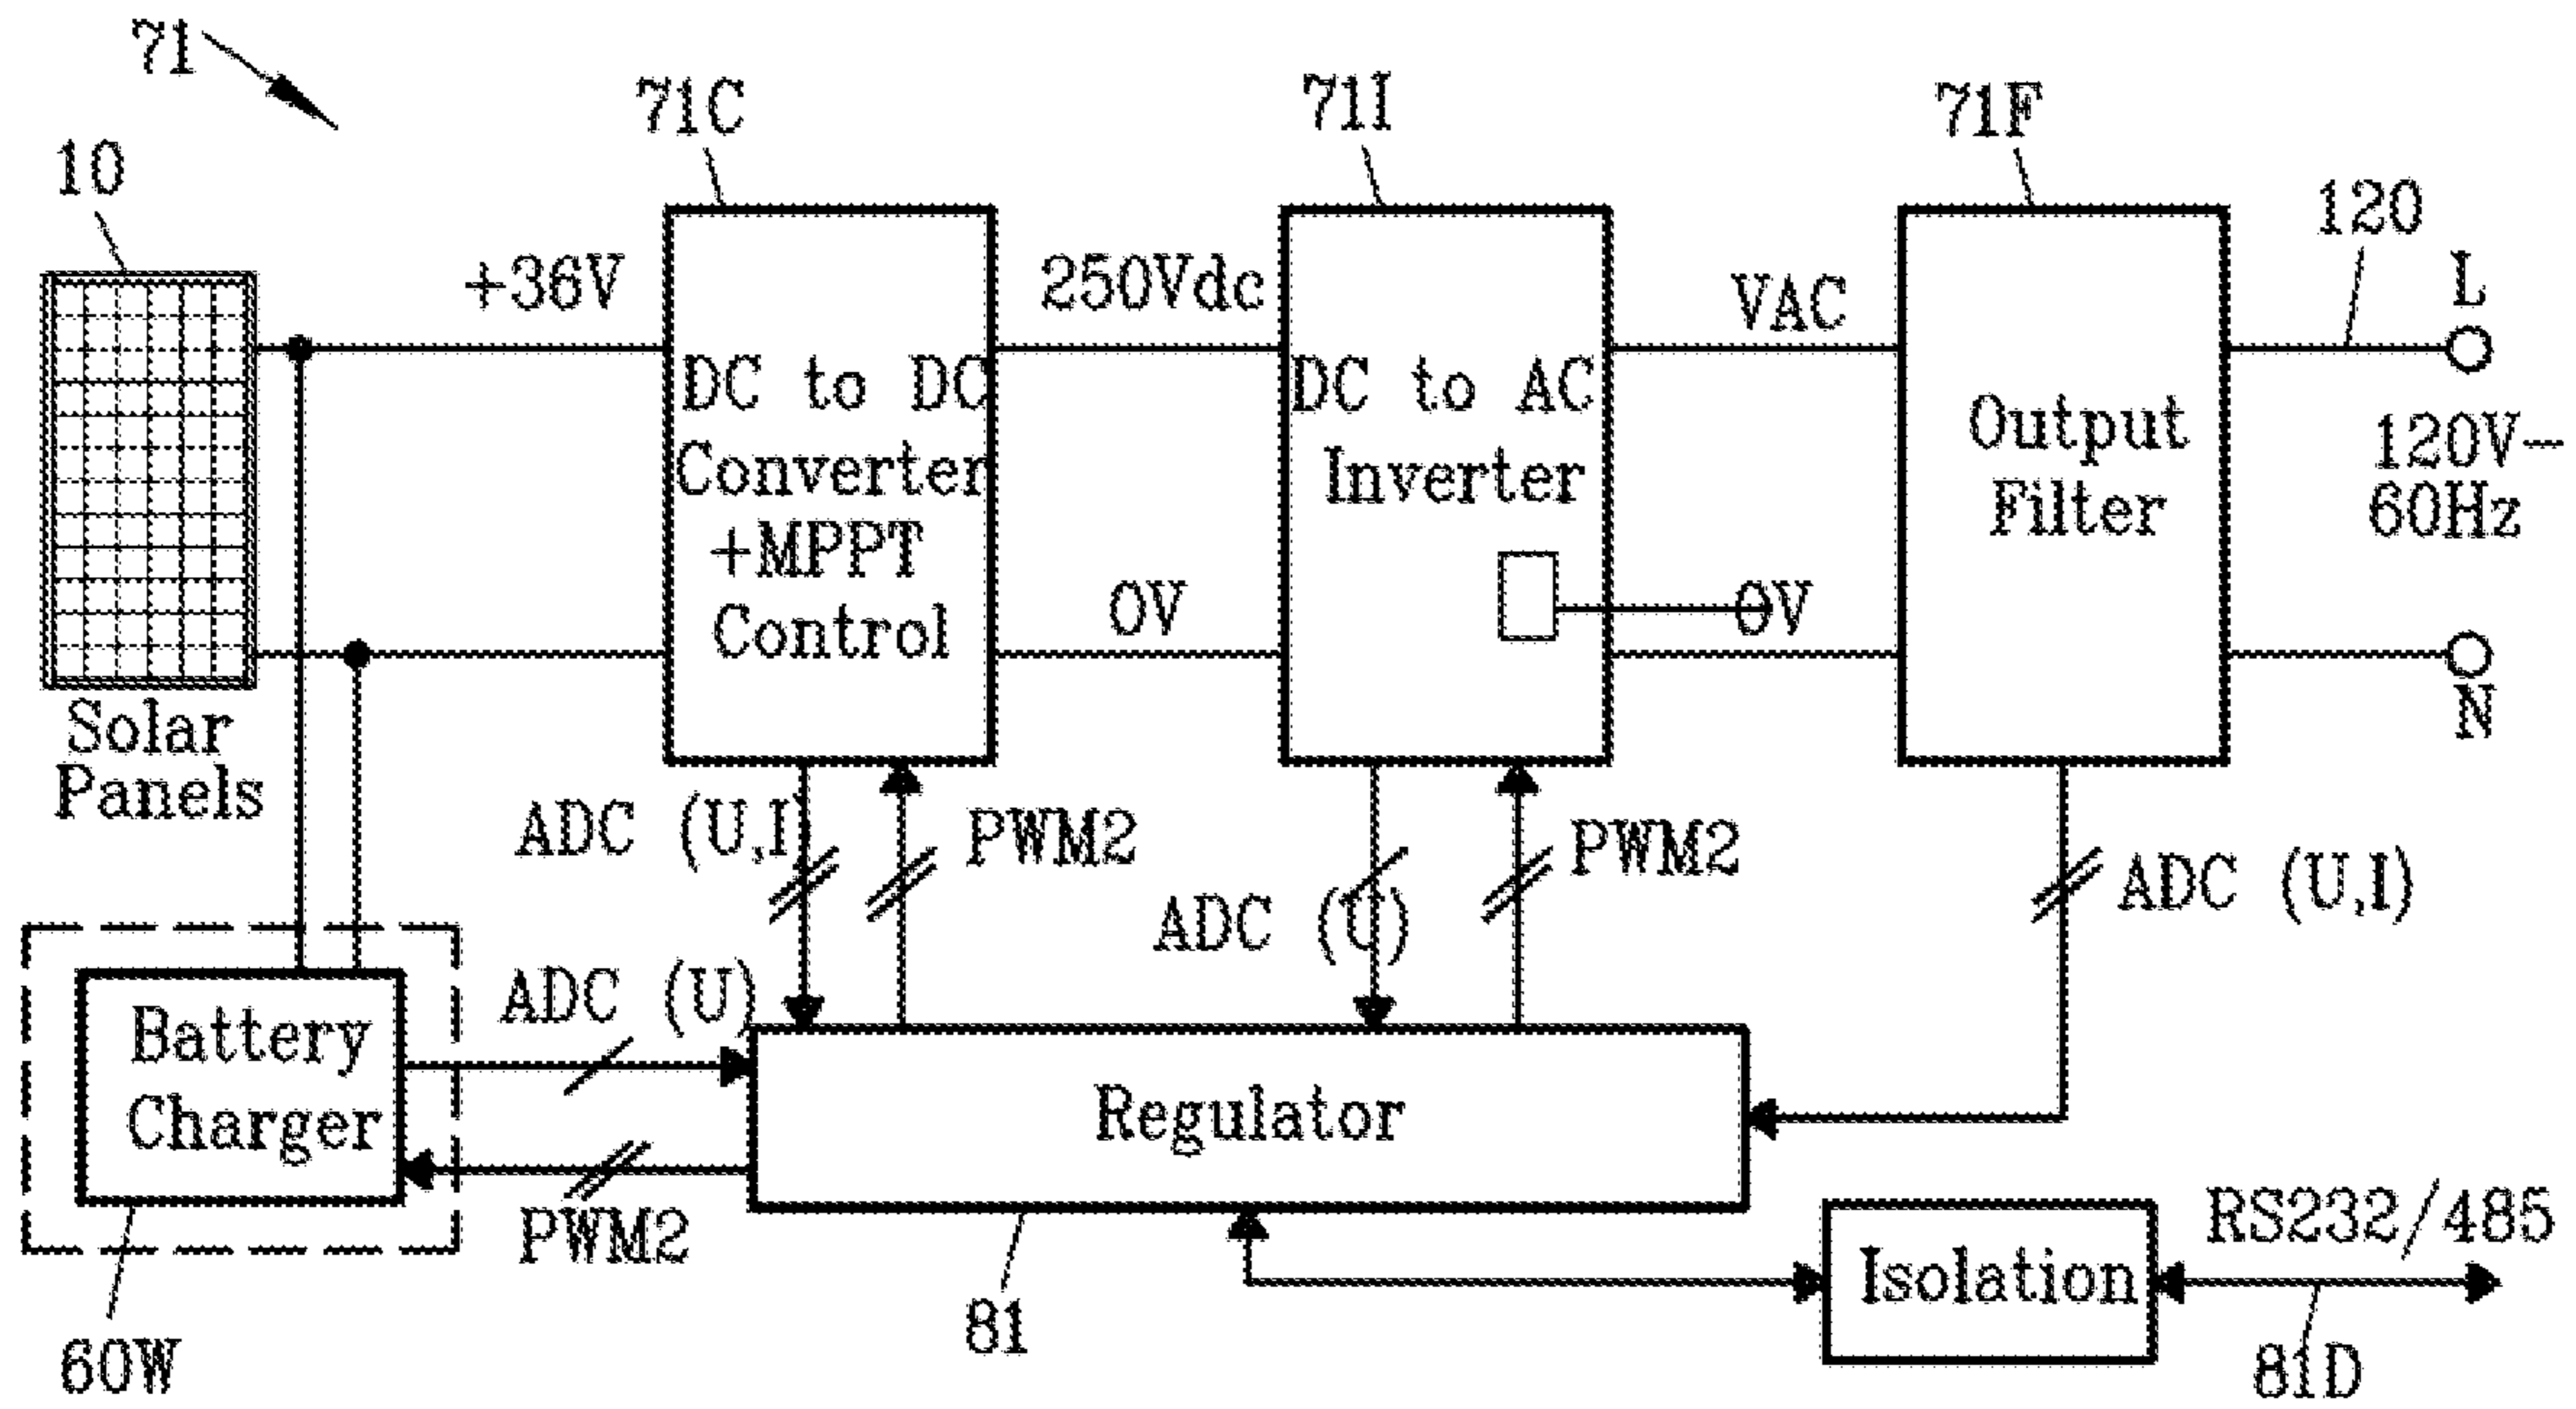 71
71C
71I
71F
10
120
L
+36V
250Vdc
VAC
DC to DC
Converter
+MPPT
Control
DC to AC
Inverter
Output
Filter
120V-
60Hz
0V
0V
N
Solar
Panels
ADC (U,I)
PWM2
ADC (U)
PWM2
ADC (U,I)
ADC (U)
Battery
Charger
Regulator
PWM2
RS232/485
Isolation
60W
81
81D